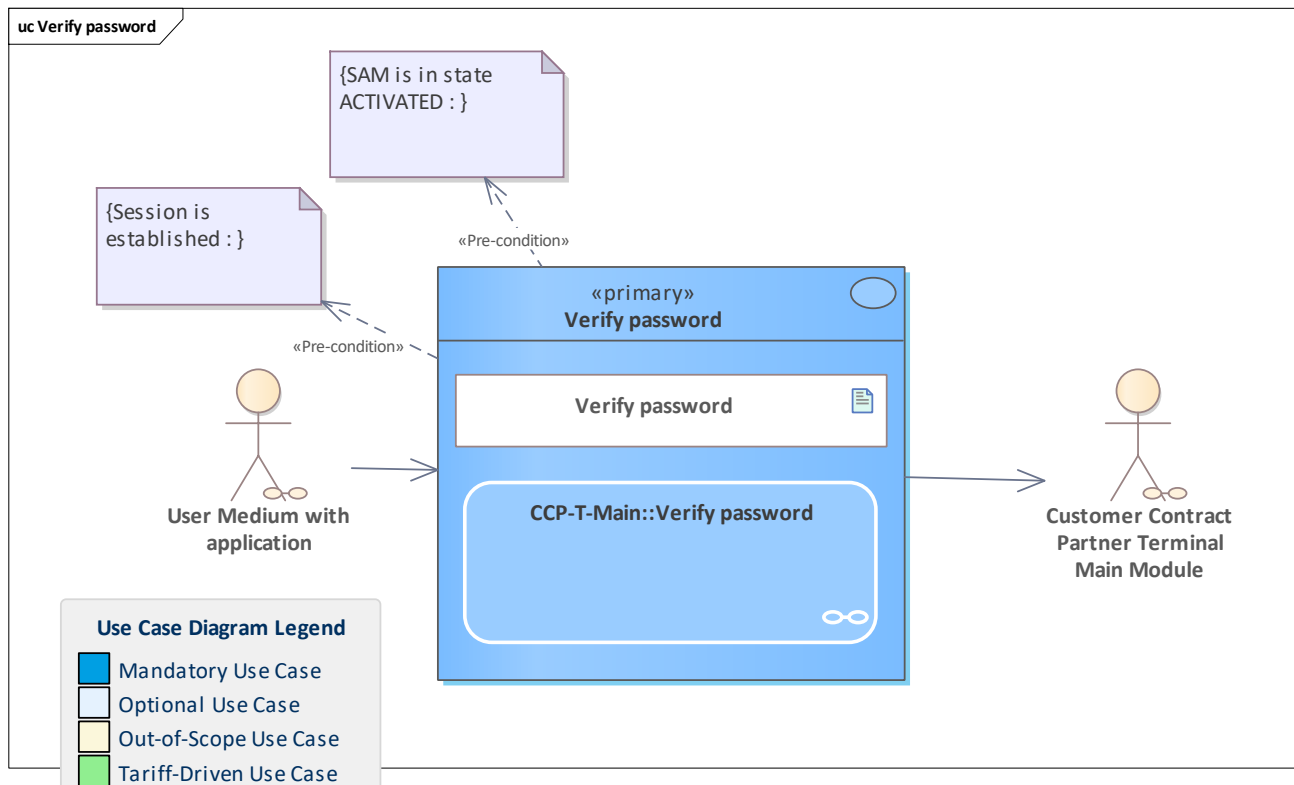 uc Verify password
{SAM is in state
ACTIVATED : }
{Session is
established : }
«Pre-condition»
«Pre-condition»
«primary»
Verify password
Verify password
CCP-T-Main::Verify password
User Medium with
application
Customer Contract
Partner Terminal
Main Module
Use Case Diagram Legend
Mandatory Use Case
Optional Use Case
Out-of-Scope Use Case
Tariff-Driven Use Case